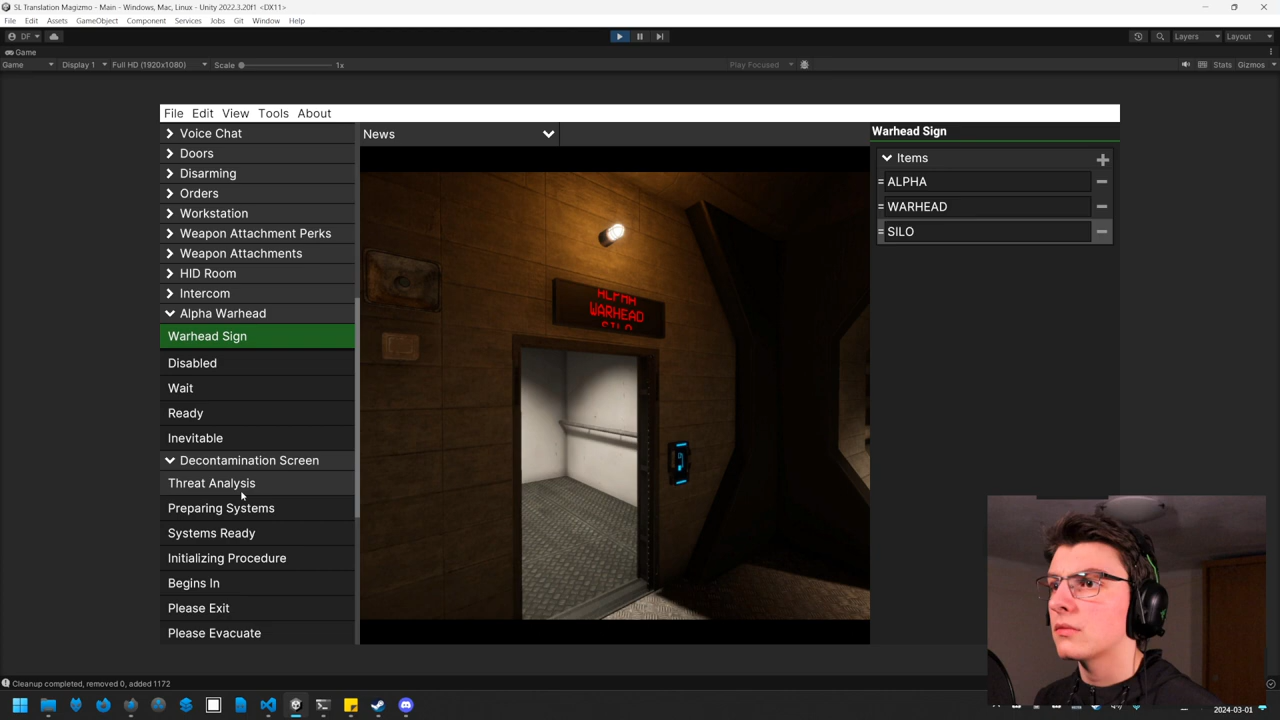 SL Translation Magizmo - Main - Windows, Mac, Linux - Unity 2022.3.20f1 <DX11>
File Edit Assets GameObject Component Services Jobs Git Window Help
DF Layers Layout
Game
Game Display 1 Full HD (1920x1080) Scale 1x Play Focused Stats Gizmos
File Edit View Tools About
Voice Chat
Doors
Disarming
Orders
Workstation
Weapon Attachment Perks
Weapon Attachments
HID Room
Intercom
Alpha Warhead
Warhead Sign
Disabled
Wait
Ready
Inevitable
Decontamination Screen
Threat Analysis
Preparing Systems
Systems Ready
Initializing Procedure
Begins In
Please Exit
Please Evacuate
News
ALPHA
WARHEAD
SILO
Warhead Sign
Items
= ALPHA
= WARHEAD
= SILO
Cleanup completed, removed 0, added 1172
2024-03-01